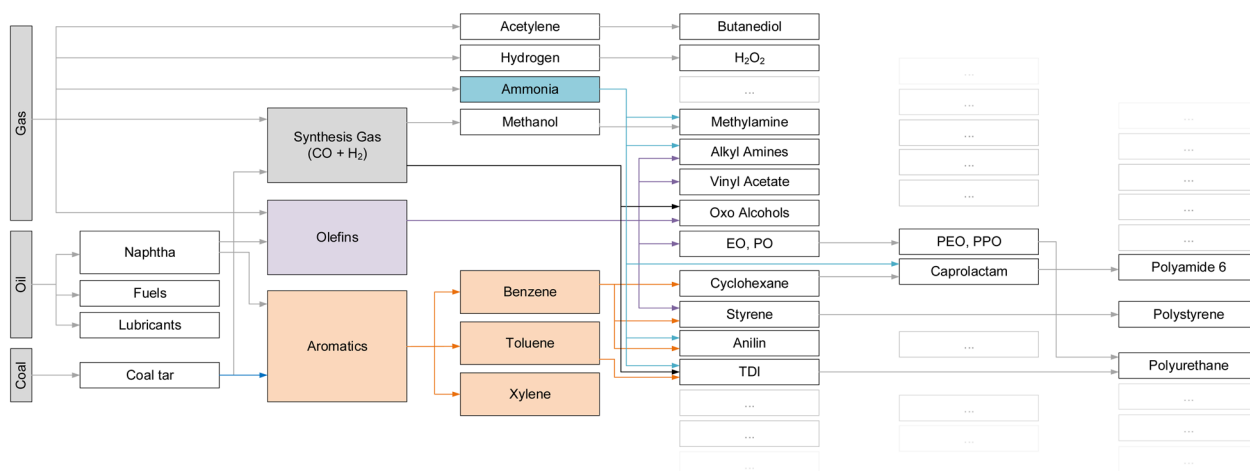 Gas
Oil
Coal
Naphtha
Fuels
Lubricants
Coal tar
Synthesis Gas
(CO + H₂)
Olefins
Aromatics
Acetylene
Hydrogen
Ammonia
Methanol
Benzene
Toluene
Xylene
Butanediol
H₂O₂
...
Methylamine
Alkyl Amines
Vinyl Acetate
Oxo Alcohols
EO, PO
Cyclohexane
Styrene
Anilin
TDI
...
...
...
...
...
...
...
...
PEO, PPO
Caprolactam
...
...
...
...
...
...
...
...
Polyamide 6
Polystyrene
Polyurethane
...
...
...